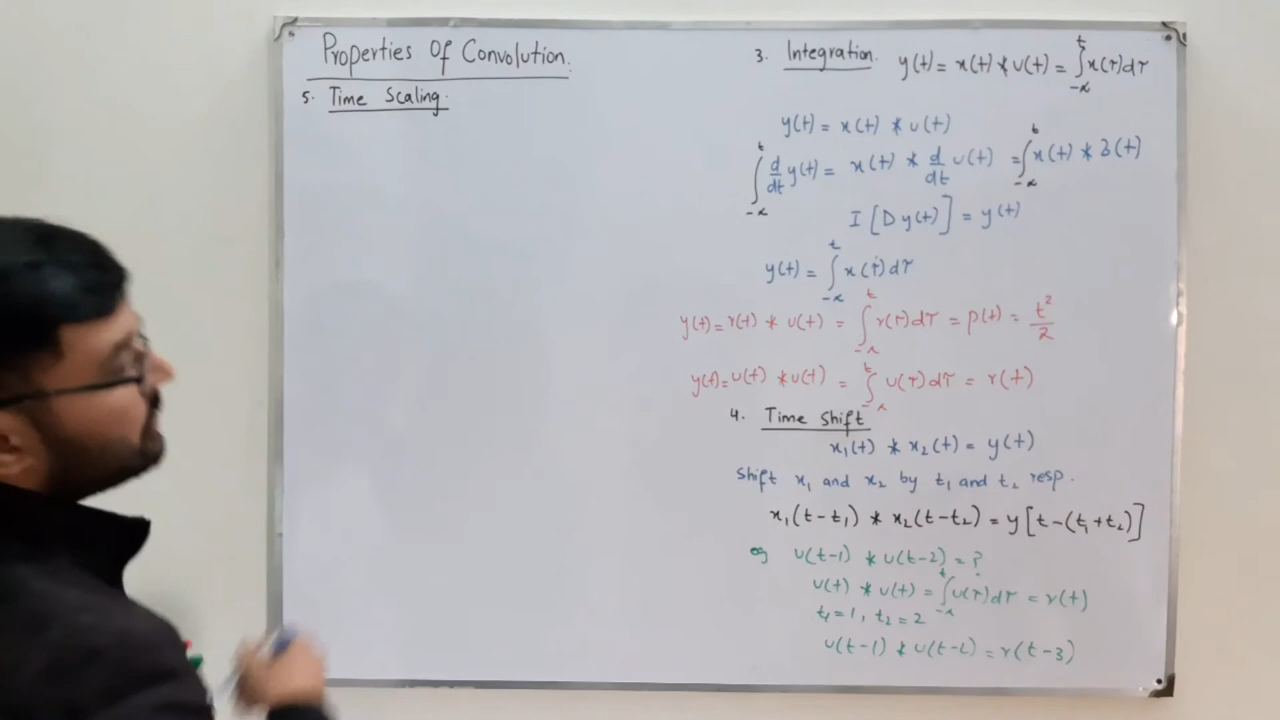 Properties Of Convolution.
5. Time Scaling.
3. Integration. y(t) = x(t) * u(t) = ∫_{-∞}^{t} x(τ)dτ
y(t) = x(t) * u(t)
∫_{-∞}^{t} d/dt y(t) = x(t) * d/dt u(t) = ∫_{-∞}^{t} x(t) * δ(t)
I[D y(t)] = y(t)
y(t) = ∫_{-∞}^{t} x(τ)dτ
y(t) = r(t) * u(t) = ∫_{-∞}^{t} r(τ)dτ = p(t) = t²/2
y(t) = u(t) * u(t) = ∫_{-∞}^{t} u(τ)dτ = r(t)
4. Time Shift
x₁(t) * x₂(t) = y(t)
Shift x₁ and x₂ by t₁ and t₂ resp.
x₁(t-t₁) * x₂(t-t₂) = y[t-(t₁+t₂)]
eg u(t-1) * u(t-2) = ?
u(t) * u(t) = ∫_{-∞}^{t} u(τ)dτ = r(t)
t₁=1, t₂=2
u(t-1) * u(t-2) = r(t-3)